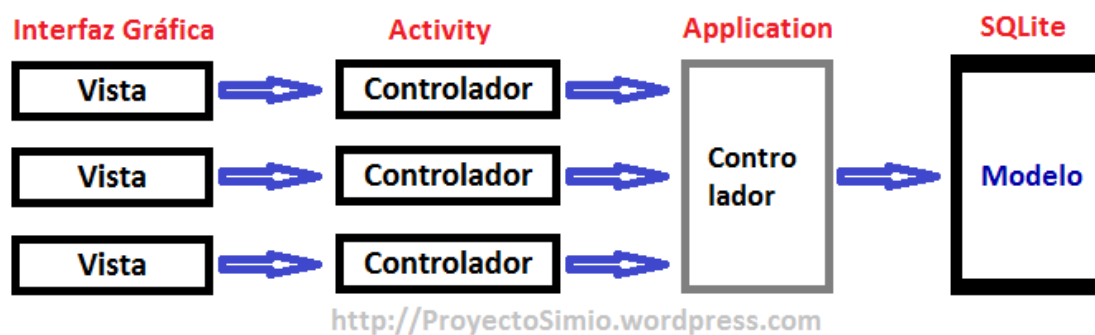 Interfaz Gráfica
Activity
Application
SQLite
Vista
Controlador
Vista
Controlador
Contro
lador
Modelo
Vista
Controlador
http://ProyectoSimio.wordpress.com